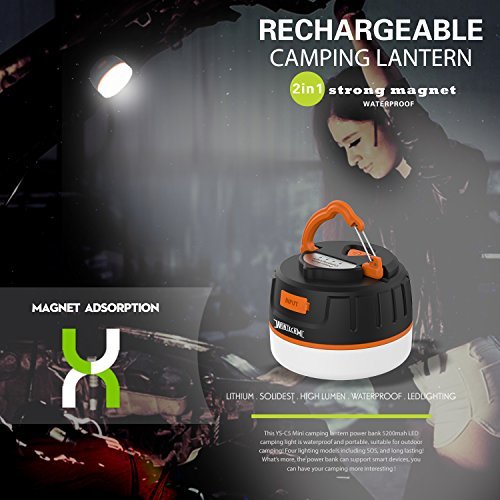 RECHARGEABLE
CAMPING LANTERN
2in1 strong magnet
WATERPROOF
INPUT
MAGNET ADSORPTION
LITHIUM . SOLIDEST . HIGH LUMEN . WATERPROOF . LEDLIGHTING
This YS-C5 Mini camping lantern power bank 5200mah LED
camping light is waterproof and portable, suitable for outdoor
camping! Four lighting models including SOS, and long lasting!
What's more, the power bank can support smart devices, you
can have your camping more interesting !